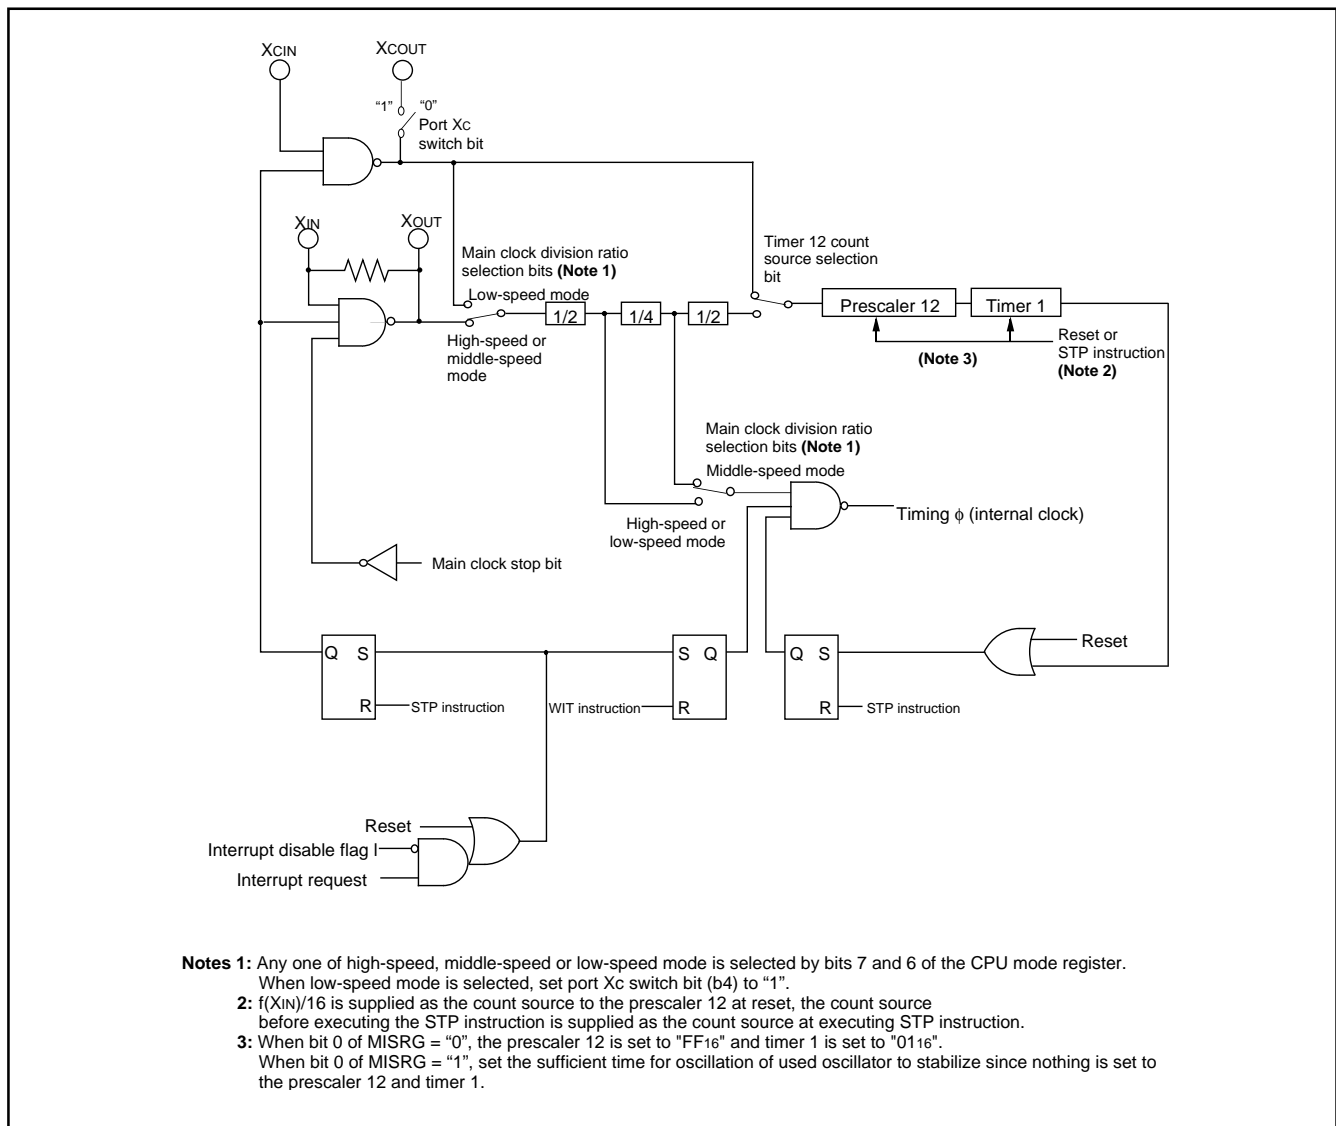 XCIN
XCOUT
“1” “0”
Port XC
switch bit
XIN
XOUT
Main clock division ratio
selection bits (Note 1)
Low-speed mode
Timer 12 count
source selection
bit
1/2
1/4
1/2
Prescaler 12
Timer 1
High-speed or
middle-speed
mode
(Note 3)
Reset or
STP instruction
(Note 2)
Main clock division ratio
selection bits (Note 1)
Middle-speed mode
High-speed or
low-speed mode
Timing ϕ (internal clock)
Main clock stop bit
Q S
R
STP instruction
S Q
R
WIT instruction
Q S
R
STP instruction
Reset
Reset
Interrupt disable flag I
Interrupt request
Notes 1: Any one of high-speed, middle-speed or low-speed mode is selected by bits 7 and 6 of the CPU mode register.
When low-speed mode is selected, set port Xc switch bit (b4) to “1”.
2: f(XIN)/16 is supplied as the count source to the prescaler 12 at reset, the count source
before executing the STP instruction is supplied as the count source at executing STP instruction.
3: When bit 0 of MISRG = “0”, the prescaler 12 is set to "FF16" and timer 1 is set to "0116".
When bit 0 of MISRG = “1”, set the sufficient time for oscillation of used oscillator to stabilize since nothing is set to
the prescaler 12 and timer 1.